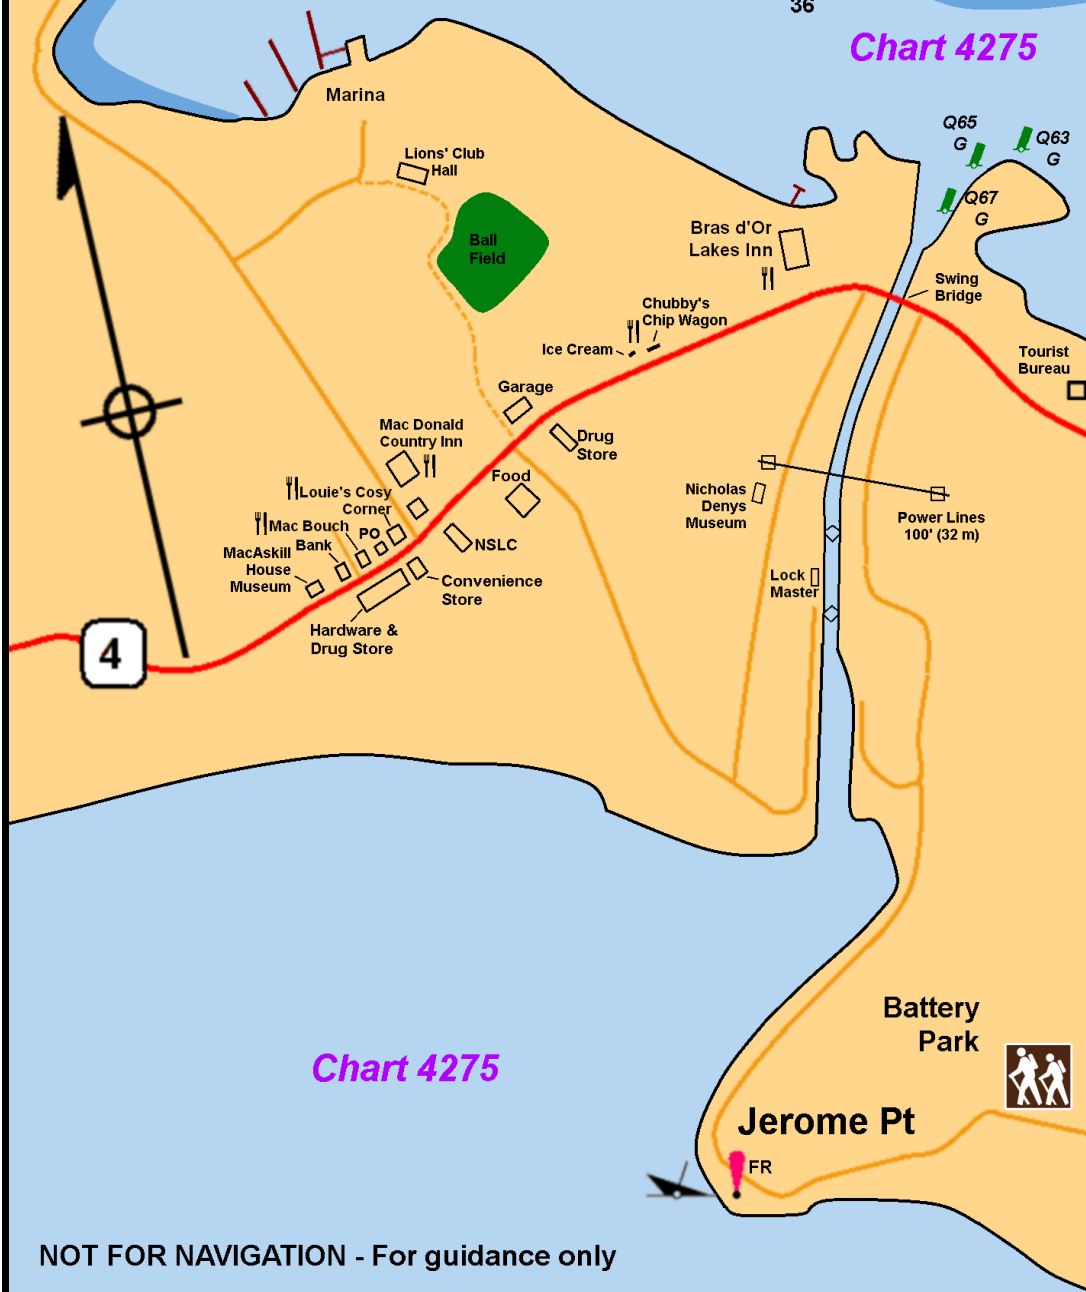 36
Chart 4275
Marina
Q65
G
Q63
G
Lions' Club
Hall
Q67
G
Ball
Field
Bras d'Or
Lakes Inn
Swing
Bridge
Chubby's
Chip Wagon
Ice Cream
Tourist
Bureau
Garage
Mac Donald
Country Inn
Drug
Store
Food
Louie's Cosy
Corner
Nicholas
Denys
Museum
Power Lines
100' (32 m)
Mac Bouch
PO
Bank
NSLC
MacAskill
House
Museum
Convenience
Store
Lock
Master
Hardware &
Drug Store
4
Battery
Park
Chart 4275
Jerome Pt
FR
NOT FOR NAVIGATION - For guidance only